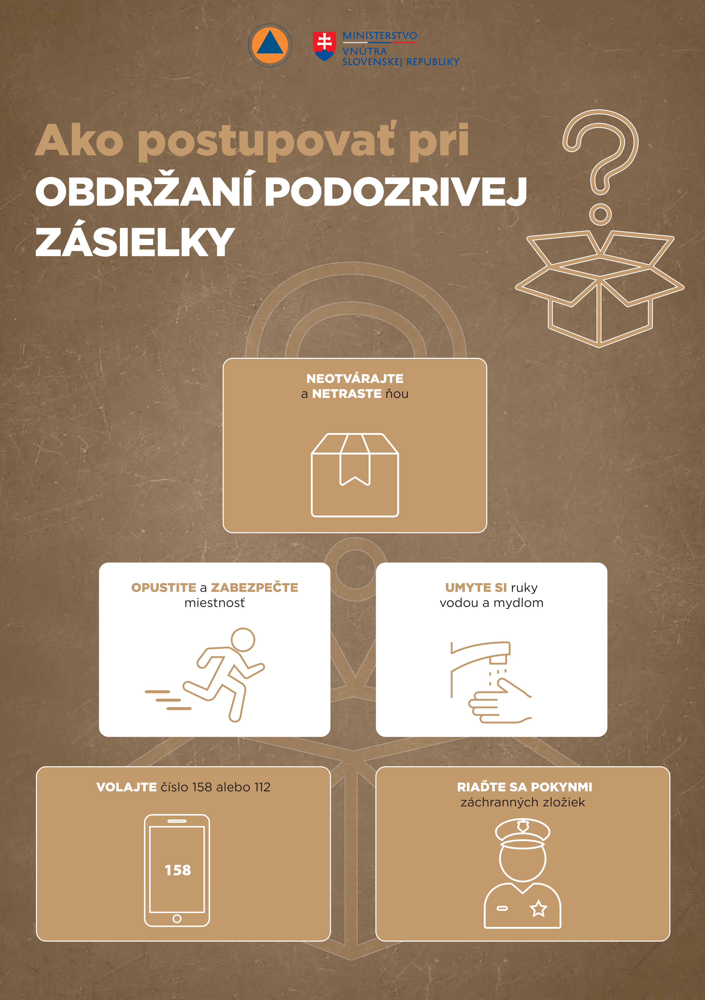 MINISTERSTVO
VNÚTRA
SLOVENSKEJ REPUBLIKY
Ako postupovať pri
OBDRŽANÍ PODOZRIVEJ
ZÁSIELKY
NEOTVÁRAJTE
a NETRASTE ňou
OPUSTITE a ZABEZPEČTE
miestnosť
UMYTE SI ruky
vodou a mydlom
VOLAJTE číslo 158 alebo 112
158
RIAĎTE SA POKYNMI
záchranných zložiek